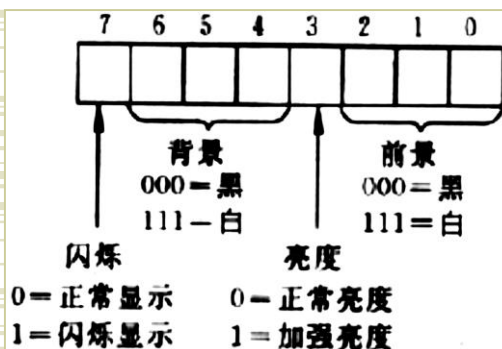 7 6 5 4 3 2 1 0
背景 前景
000=黑 000=黑
111-白 111=白
闪烁 亮度
0=正常显示 0=正常亮度
1=闪烁显示 1=加强亮度